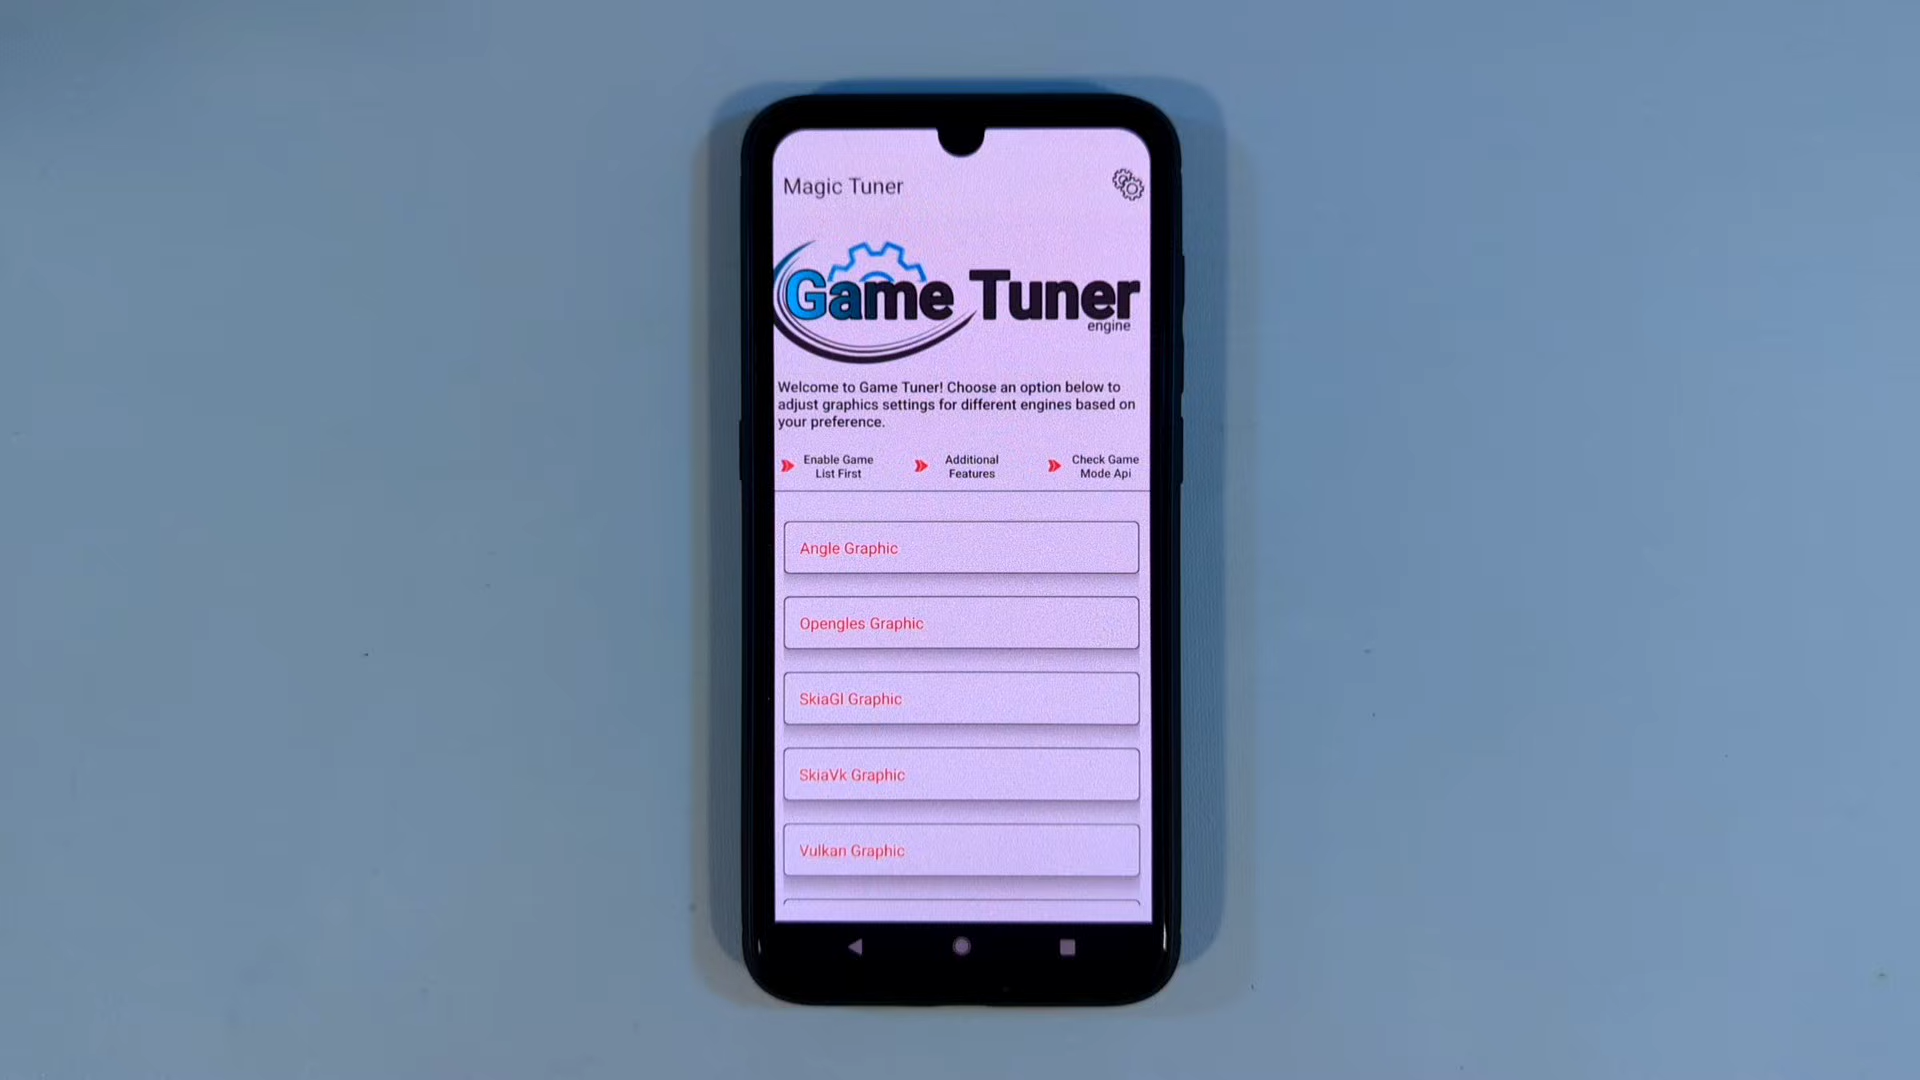 Magic Tuner
Game Tuner
engine
Welcome to Game Tuner! Choose an option below to
adjust graphics settings for different engines based on
your preference.
Enable Game
List First
Additional
Features
Check Game
Mode Api
Angle Graphic
Opengles Graphic
SkiaGl Graphic
SkiaVk Graphic
Vulkan Graphic